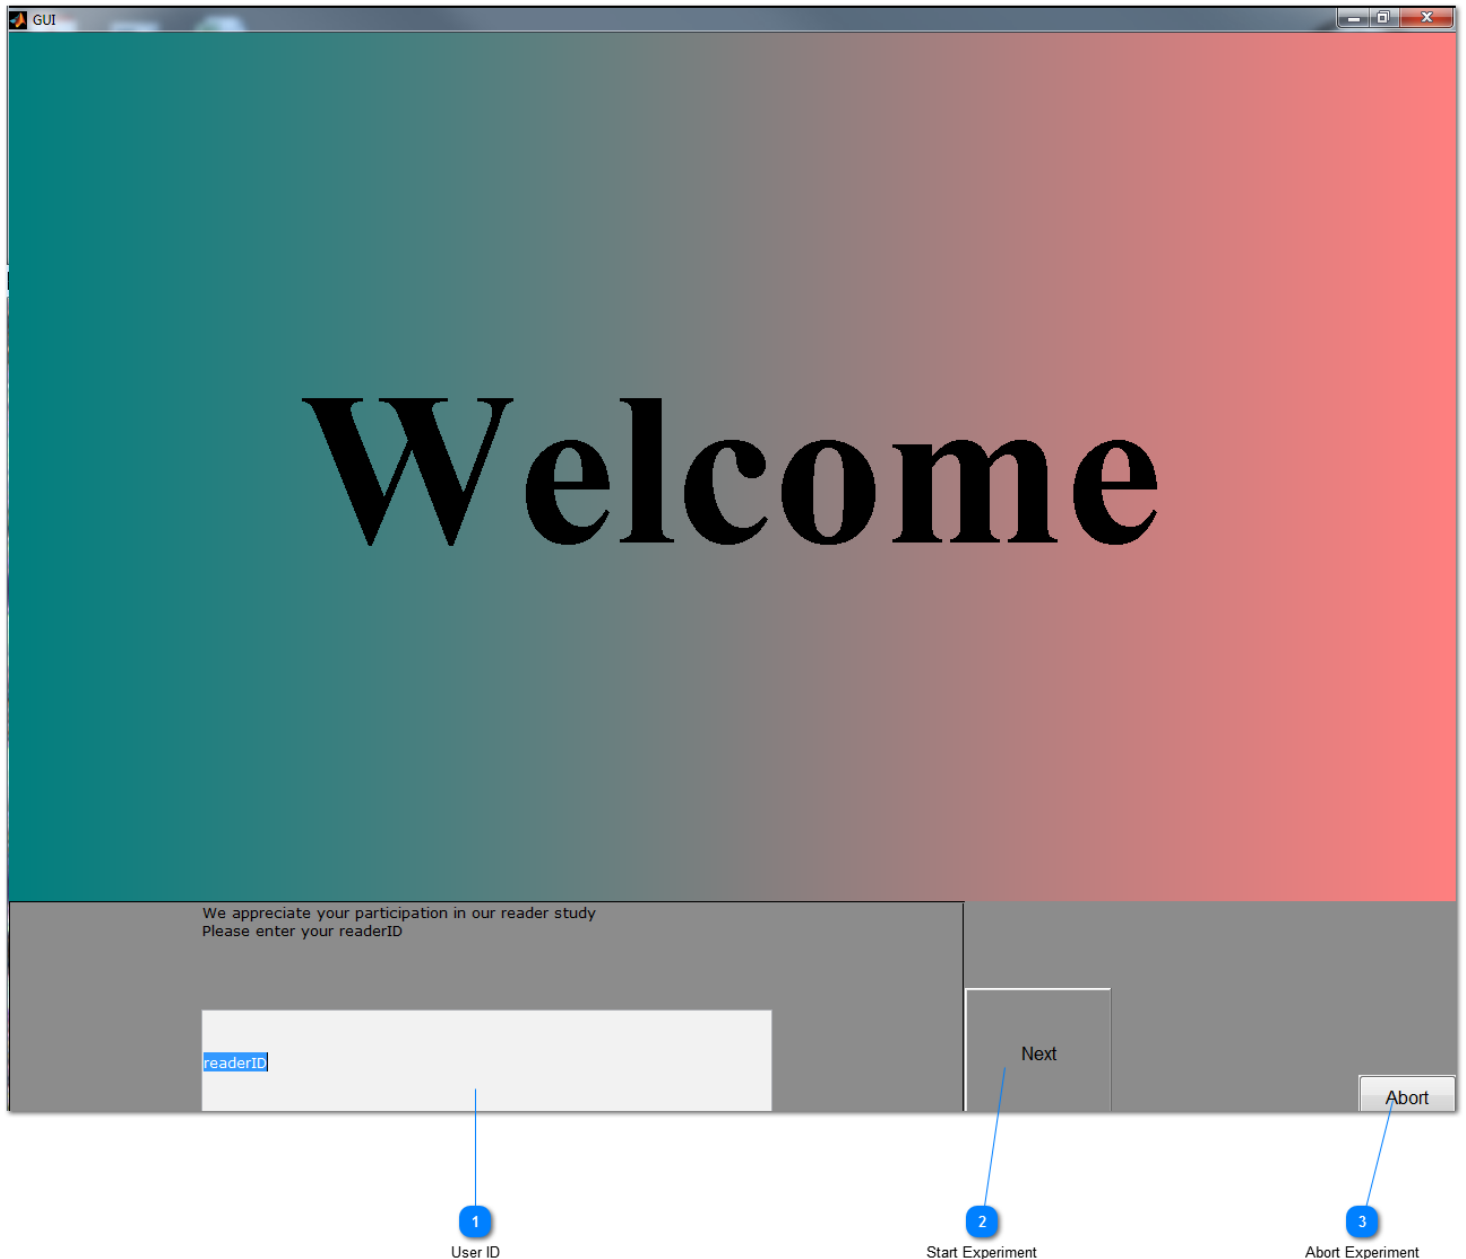 GUI
Welcome
We appreciate your participation in our reader study
Please enter your readerID
readerID
Next
Abort
1
2
3
User ID
Start Experiment
Abort Experiment